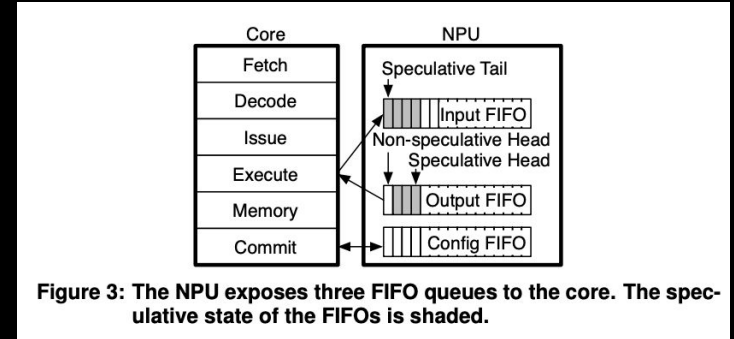 Core
NPU
Fetch
Decode
Issue
Execute
Memory
Commit
Speculative Tail
Input FIFO
Non-speculative Head
Speculative Head
Output FIFO
Config FIFO
Figure 3: The NPU exposes three FIFO queues to the core. The spec-
ulative state of the FIFOs is shaded.